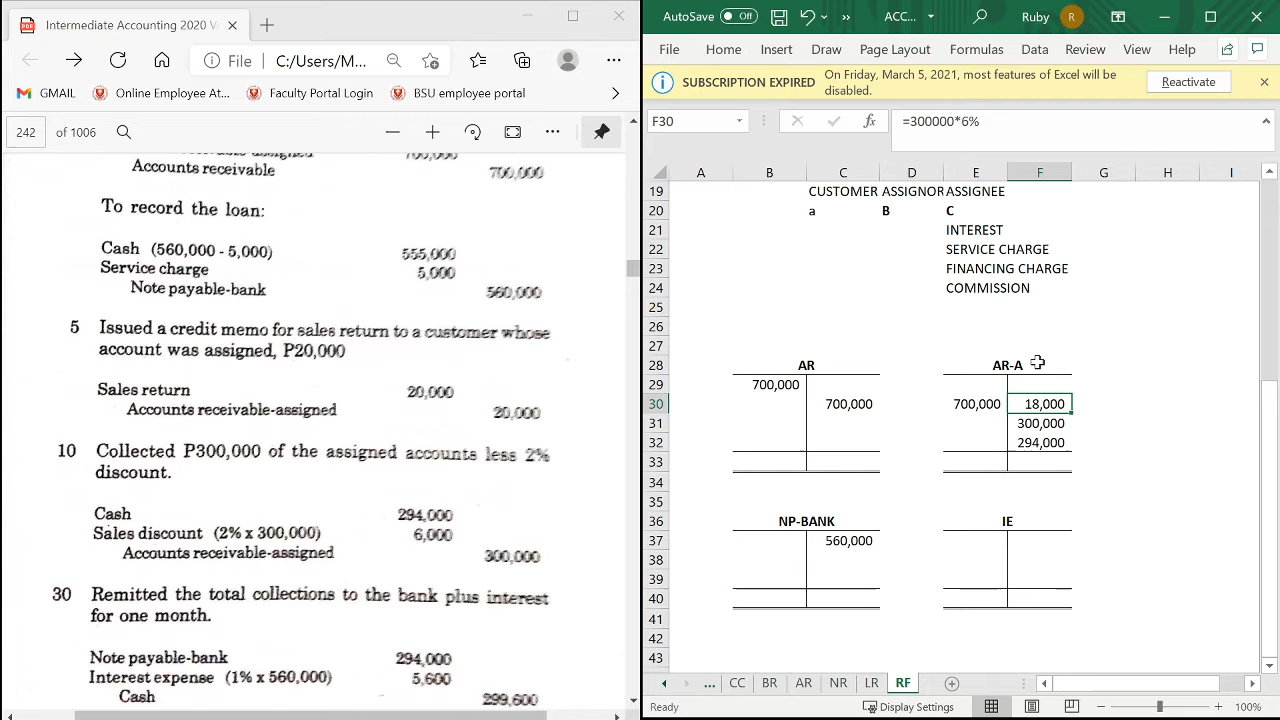 Intermediate Accounting 2020 V
File
C:/Users/M...
GMAIL
Online Employee At...
Faculty Portal Login
BSU employee portal
242
of 1006
700,000
Accounts receivable 700,000
To record the loan:
Cash (560,000 - 5,000) 555,000
Service charge 5,000
Note payable-bank 560,000
5 Issued a credit memo for sales return to a customer whose
account was assigned, P20,000
Sales return 20,000
Accounts receivable-assigned 20,000
10 Collected P300,000 of the assigned accounts less 2%
discount.
Cash 294,000
Sales discount (2% x 300,000) 6,000
Accounts receivable-assigned 300,000
30 Remitted the total collections to the bank plus interest
for one month.
Note payable-bank 294,000
Interest expense (1% x 560,000) 5,600
Cash 299,600
AutoSave Off ACC... Ruby R
File Home Insert Draw Page Layout Formulas Data Review View Help
SUBSCRIPTION EXPIRED On Friday, March 5, 2021, most features of Excel will be
disabled.
Reactivate
F30 fx =300000*6%
A B C D E F G H I
19 CUSTOMER ASSIGNOR ASSIGNEE
20 a B C
21 INTEREST
22 SERVICE CHARGE
23 FINANCING CHARGE
24 COMMISSION
25
26
27
28 AR AR-A
29 700,000
30 700,000 700,000 18,000
31 300,000
32 294,000
33
34
35
36 NP-BANK IE
37 560,000
38
39
40
41
42
43
... CC BR AR NR LR RF
Ready Display Settings 100%